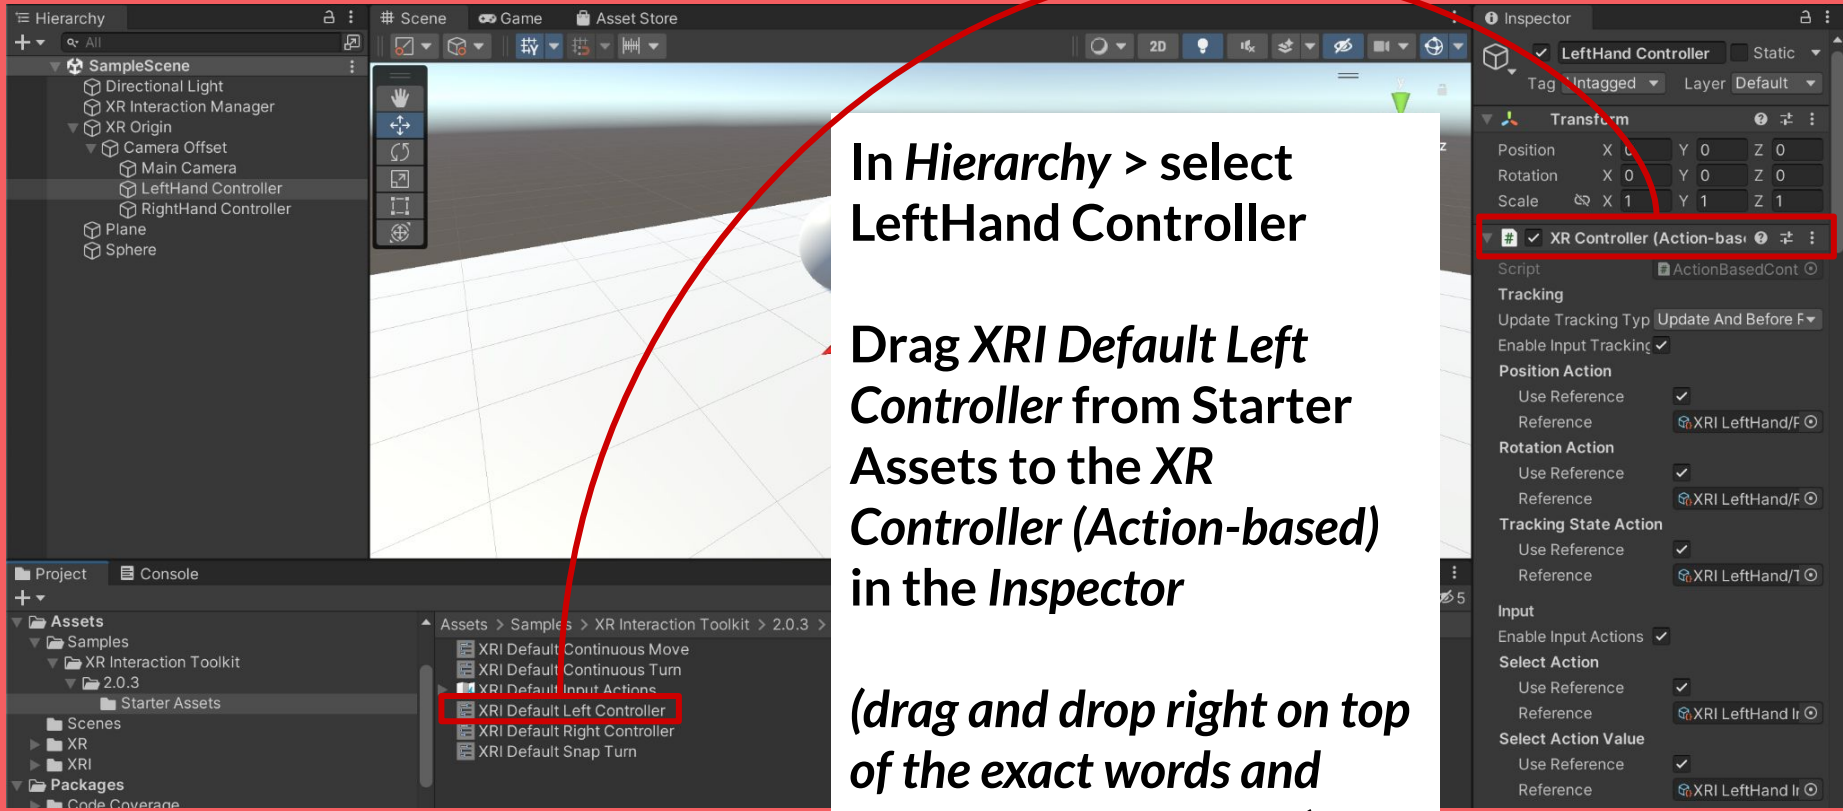 Hierarchy
All
SampleScene
Directional Light
XR Interaction Manager
XR Origin
Camera Offset
Main Camera
LeftHand Controller
RightHand Controller
Plane
Sphere
Scene Game Asset Store
2D
z
In Hierarchy > select
LeftHand Controller
Drag XRI Default Left
Controller from Starter
Assets to the XR
Controller (Action-based)
in the Inspector
(drag and drop right on top
of the exact words and
Inspector
LeftHand Controller Static
Tag Untagged Layer Default
Transform
Position X 0 Y 0 Z 0
Rotation X 0 Y 0 Z 0
Scale X 1 Y 1 Z 1
# XR Controller (Action-bas
Script ActionBasedCont
Tracking
Update Tracking Typ Update And Before
Enable Input Tracking
Position Action
Use Reference
Reference XRI LeftHand/
Rotation Action
Use Reference
Reference XRI LeftHand/
Tracking State Action
Use Reference
Reference XRI LeftHand/
Input
Enable Input Actions
Select Action
Use Reference
Reference XRI LeftHand
Select Action Value
Use Reference
Reference XRI LeftHand
Project Console
5
Assets
Samples
XR Interaction Toolkit
2.0.3
Starter Assets
Scenes
XR
XRI
Packages
Code Coverage
Assets > Samples > XR Interaction Toolkit > 2.0.3 >
XRI Default Continuous Move
XRI Default Continuous Turn
XRI Default Input Actions
XRI Default Left Controller
XRI Default Right Controller
XRI Default Snap Turn